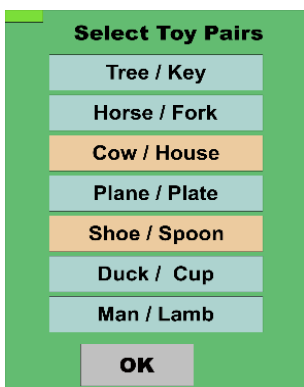 Select Toy Pairs
Tree / Key
Horse / Fork
Cow / House
Plane / Plate
Shoe / Spoon
Duck / Cup
Man / Lamb
OK